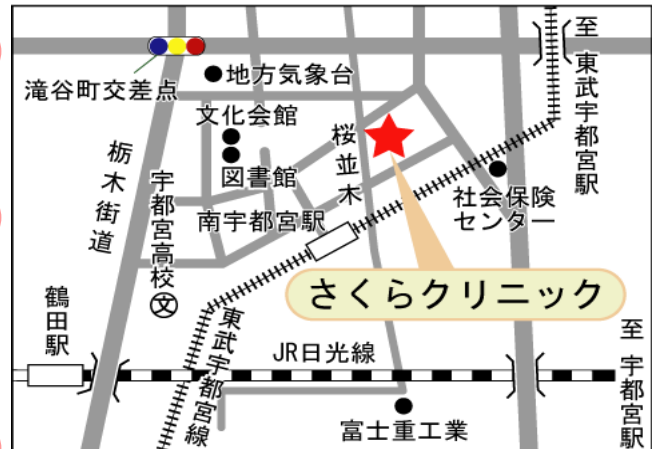 至 東武宇都宮駅
滝谷町交差点
地方気象台
文化会館
図書館
桜並木
栃木街道
宇都宮高校
文
南宇都宮駅
社会保険
センター
さくらクリニック
鶴田駅
東武宇都宮線
JR日光線
至 宇都宮駅
富士重工業